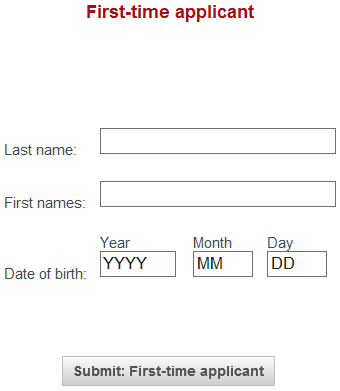 First-time applicant
Last name:
First names:
Year Month Day
Date of birth: YYYY MM DD
Submit: First-time applicant